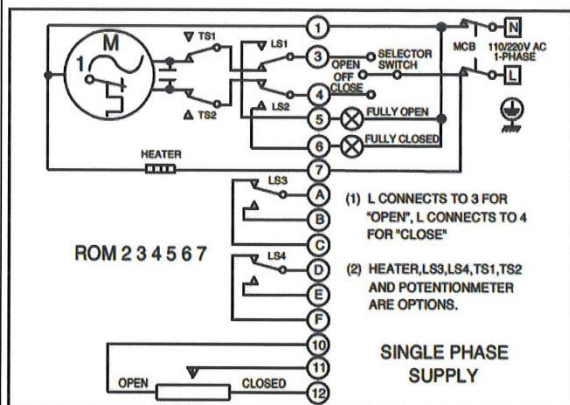 M
1
TS1
TS2
LS1
LS2
1
3
4
5
6
7
OPEN
OFF
CLOSE
SELECTOR
SWITCH
MCB
N
L
110/220V AC
1-PHASE
FULLY OPEN
FULLY CLOSED
HEATER
LS3
A
B
C
(1) L CONNECTS TO 3 FOR
"OPEN", L CONNECTS TO 4
FOR "CLOSE"
ROM 2 3 4 5 6 7
LS4
D
E
F
(2) HEATER,LS3,LS4,TS1,TS2
AND POTENTIONMETER
ARE OPTIONS.
10
11
12
OPEN
CLOSED
SINGLE PHASE
SUPPLY